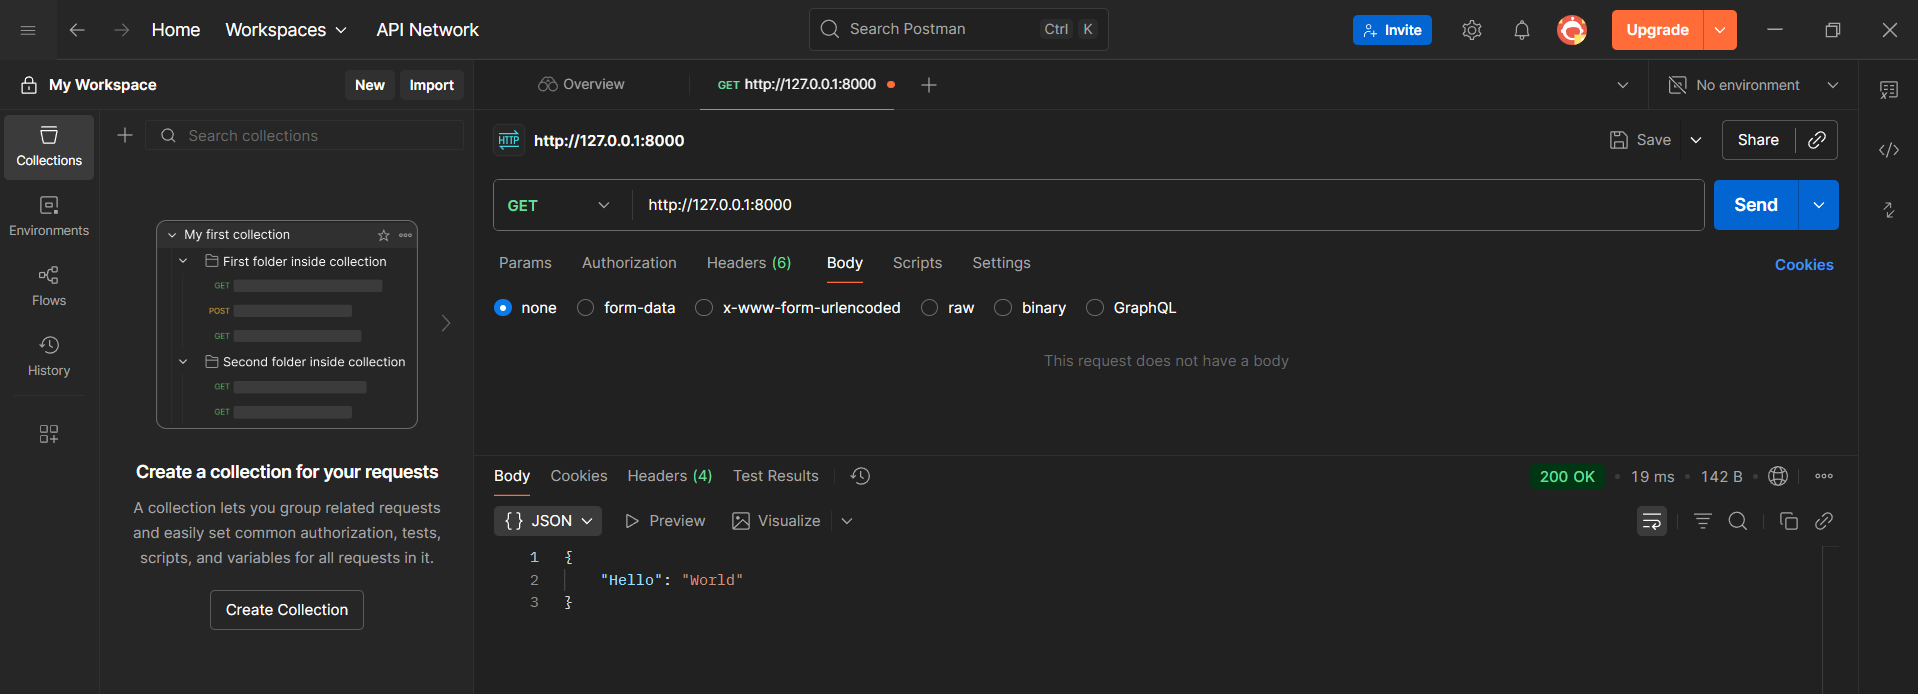 Home Workspaces API Network Search Postman Ctrl K Invite Upgrade
My Workspace New Import Overview GET http://127.0.0.1:8000 No environment
Search collections
Collections
HTTP http://127.0.0.1:8000 Save Share
GET http://127.0.0.1:8000 Send
Environments
Flows
History
My first collection
First folder inside collection
GET
POST
GET
Second folder inside collection
GET
GET
Create a collection for your requests
A collection lets you group related requests
and easily set common authorization, tests,
scripts, and variables for all requests in it.
Create Collection
Params Authorization Headers (6) Body Scripts Settings Cookies
none form-data x-www-form-urlencoded raw binary GraphQL
This request does not have a body
Body Cookies Headers (4) Test Results 200 OK 19 ms 142 B
{} JSON Preview Visualize
1 {
2 "Hello": "World"
3 }